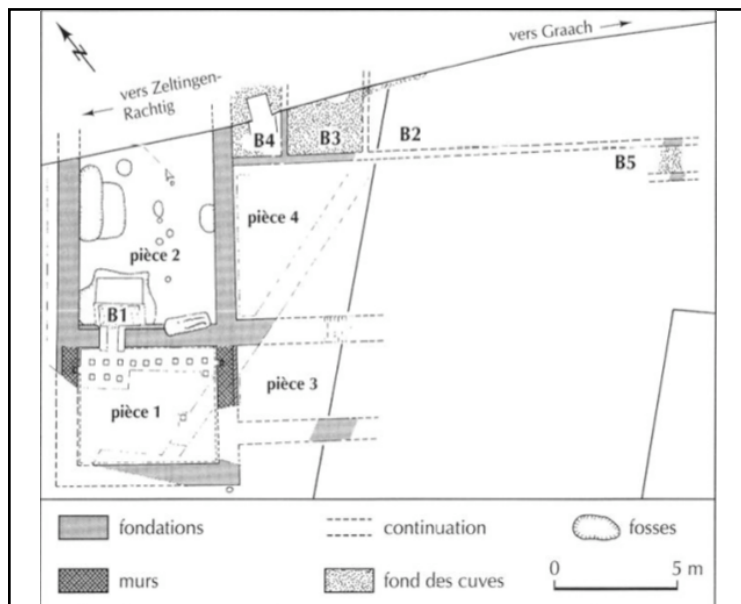 vers Graach
N
vers Zeltingen-
Rachtig
B4
B3
B2
B5
pièce 4
pièce 2
B1
pièce 3
pièce 1
fondations
continuation
fosses
murs
fond des cuves
0
5 m